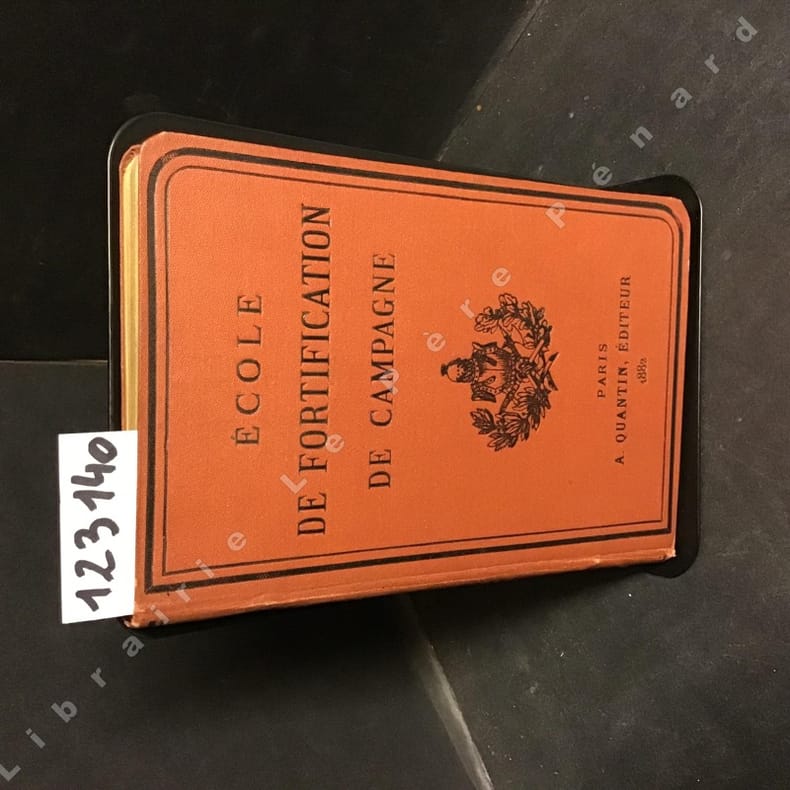 ÉCOLE
DE FORTIFICATION
DE CAMPAGNE
PARIS
A. QUANTIN, ÉDITEUR
1882
123140
Librairie Le père Pénard